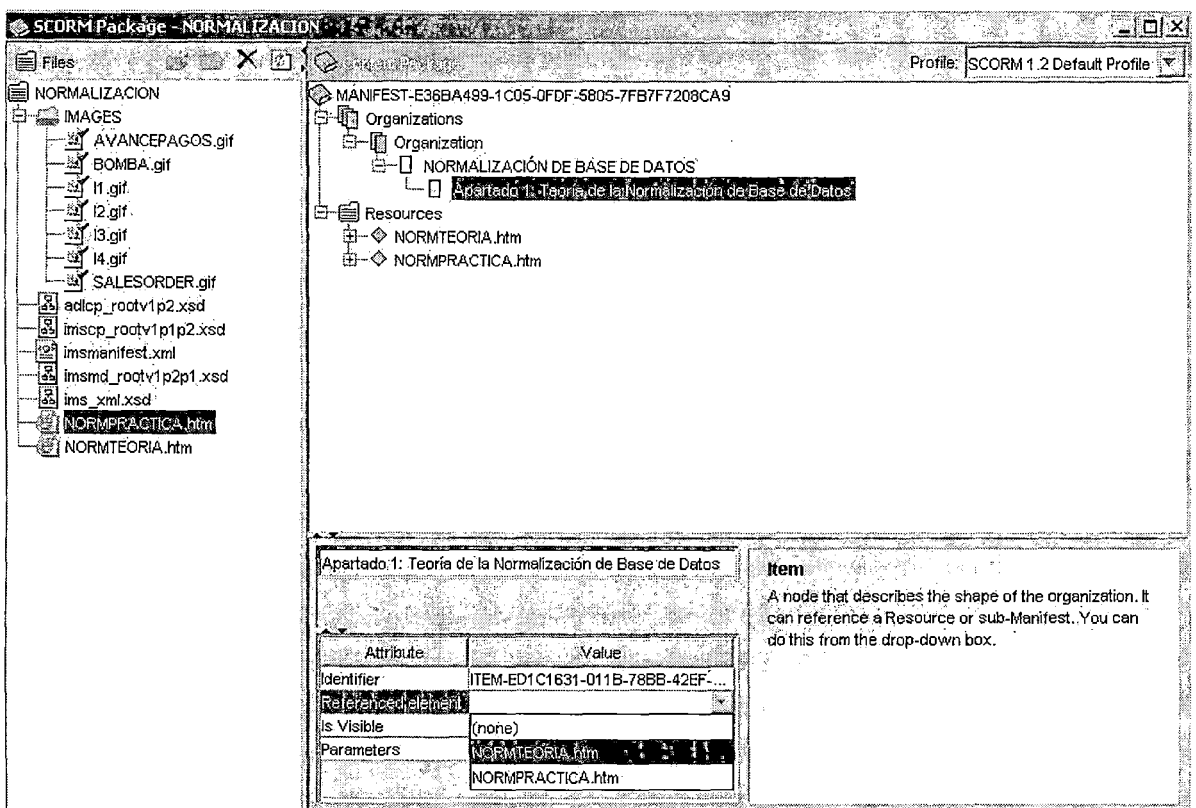 SCORM Package - NORMALIZACION
Files
NORMALIZACION
IMAGES
AVANCEPAGOS.gif
BOMBA.gif
I1.gif
I2.gif
I3.gif
I4.gif
SALESORDER.gif
adlcp_rootv1p2.xsd
imscp_rootv1p1p2.xsd
imsmanifest.xml
imsmd_rootv1p2p1.xsd
ims_xml.xsd
NORMPRACTICA.htm
NORMTEORIA.htm
Profile: SCORM 1.2 Default Profile
MANIFEST-E36BA499-1C05-0FDF-5805-7FB7F7208CA9
Organizations
Organization
NORMALIZACIÓN DE BASE DE DATOS
Apartado 1: Teoría de la Normalización de Base de Datos
Resources
NORMTEORIA.htm
NORMPRACTICA.htm
Apartado 1: Teoría de la Normalización de Base de Datos
Attribute Value
Identifier ITEM-ED1C1631-011B-78BB-42EF-...
Referenced element
Is Visible (none)
Parameters NORMTEORIA.htm
NORMPRACTICA.htm
Item
A node that describes the shape of the organization. It
can reference a Resource or sub-Manifest. You can
do this from the drop-down box.